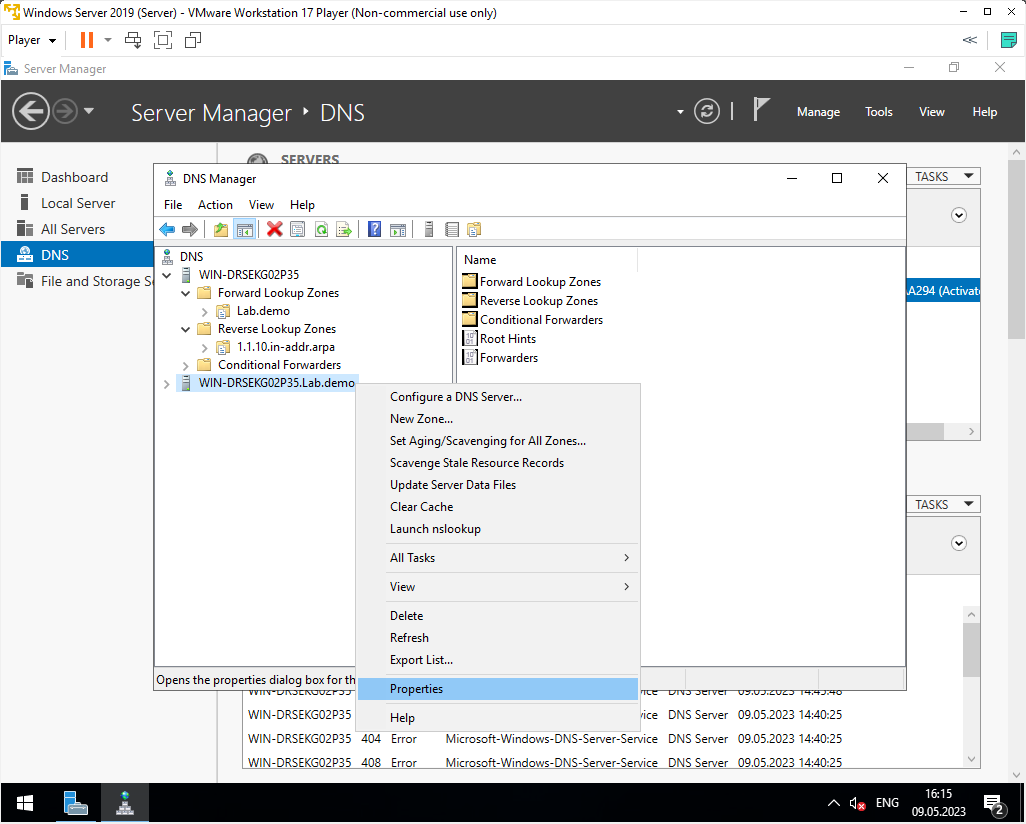 Windows Server 2019 (Server) - VMware Workstation 17 Player (Non-commercial use only)
Player
Server Manager
Server Manager DNS
Manage Tools View Help
Dashboard
Local Server
All Servers
DNS
File and Storage
SERVERS
TASKS
A294 (Activat
TASKS
DNS Manager
File Action View Help
DNS
WIN-DRSEKG02P35
Forward Lookup Zones
Lab.demo
Reverse Lookup Zones
1.1.10.in-addr.arpa
Conditional Forwarders
WIN-DRSEKG02P35.Lab.demo
Name
Forward Lookup Zones
Reverse Lookup Zones
Conditional Forwarders
Root Hints
Forwarders
Configure a DNS Server...
New Zone...
Set Aging/Scavenging for All Zones...
Scavenge Stale Resource Records
Update Server Data Files
Clear Cache
Launch nslookup
All Tasks
View
Delete
Refresh
Export List...
Properties
Help
Opens the properties dialog box for th
WIN-DRSEKG02P35 DNS Server 09.05.2023 14:45:48
WIN-DRSEKG02P35 vice DNS Server 09.05.2023 14:40:25
WIN-DRSEKG02P35 404 Error Microsoft-Windows-DNS-Server-Service DNS Server 09.05.2023 14:40:25
WIN-DRSEKG02P35 408 Error Microsoft-Windows-DNS-Server-Service DNS Server 09.05.2023 14:40:25
ENG
16:15
09.05.2023
2